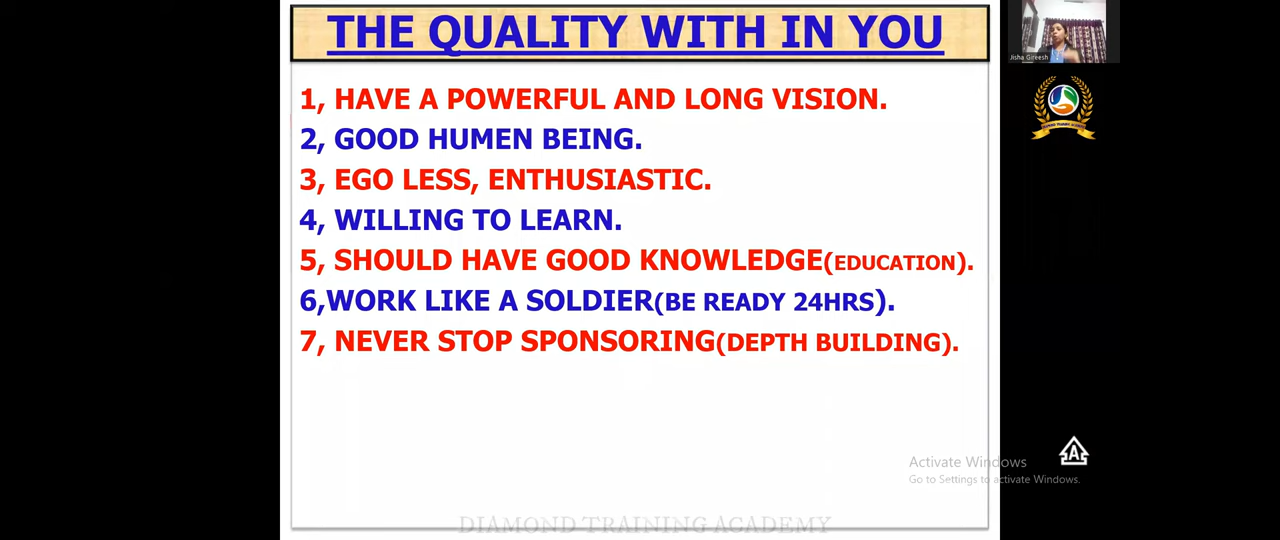 THE QUALITY WITH IN YOU
Jisha Gireesh
1, HAVE A POWERFUL AND LONG VISION.
2, GOOD HUMEN BEING.
3, EGO LESS, ENTHUSIASTIC.
4, WILLING TO LEARN.
5, SHOULD HAVE GOOD KNOWLEDGE(EDUCATION).
6,WORK LIKE A SOLDIER(BE READY 24HRS).
7, NEVER STOP SPONSORING(DEPTH BUILDING).
A
Activate Windows
Go to Settings to activate Windows.
DIAMOND TRAINING ACADEMY